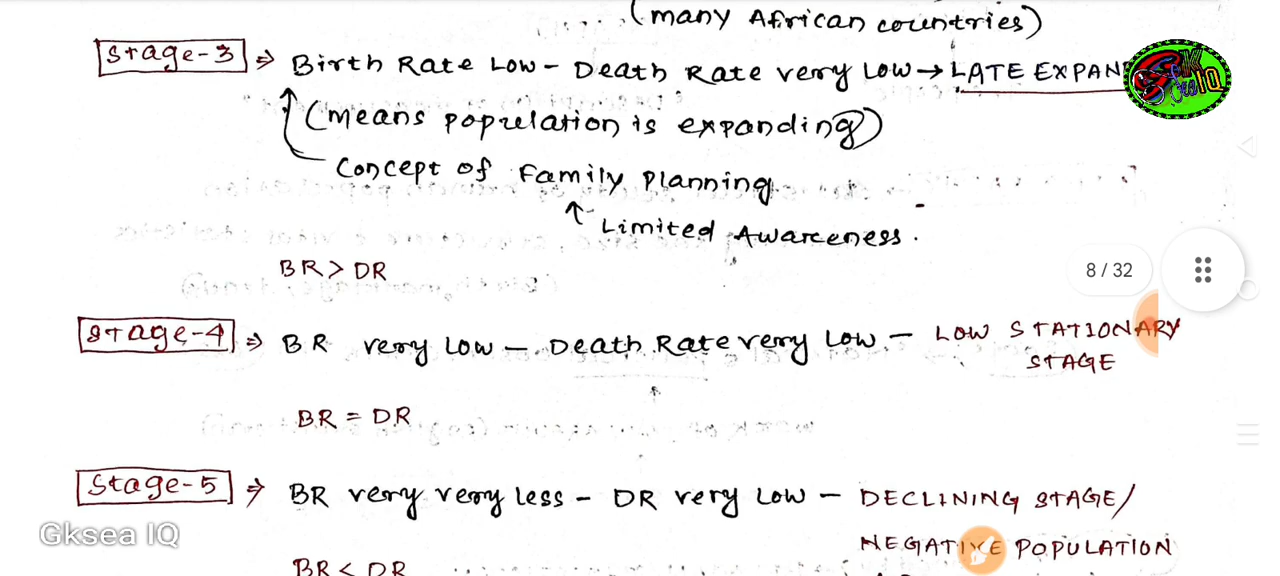 (many African countries)
Stage-3 ⇒ Birth Rate Low - Death Rate very Low → LATE EXPAN
(means population is expanding)
Concept of Family Planning
Limited Awareness.
BR > DR
8 / 32
Stage-4 ⇒ BR very Low - Death Rate very Low - LOW STATIONARY
STAGE
BR = DR
Stage-5 ⇒ BR very very Less - DR very Low - DECLINING STAGE/
Gksea IQ
NEGATIVE POPULATION
BR < DR